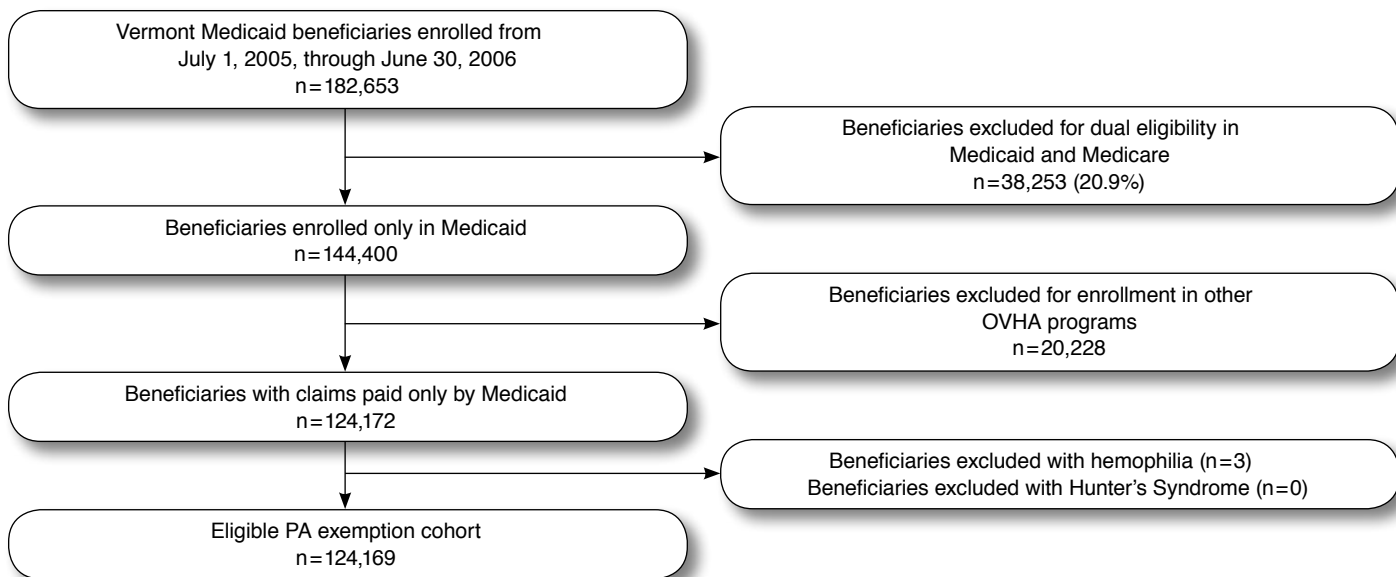 Vermont Medicaid beneficiaries enrolled from
July 1, 2005, through June 30, 2006
n=182,653
Beneficiaries excluded for dual eligibility in
Medicaid and Medicare
n=38,253 (20.9%)
Beneficiaries enrolled only in Medicaid
n=144,400
Beneficiaries excluded for enrollment in other
OVHA programs
n=20,228
Beneficiaries with claims paid only by Medicaid
n=124,172
Beneficiaries excluded with hemophilia (n=3)
Beneficiaries excluded with Hunter’s Syndrome (n=0)
Eligible PA exemption cohort
n=124,169